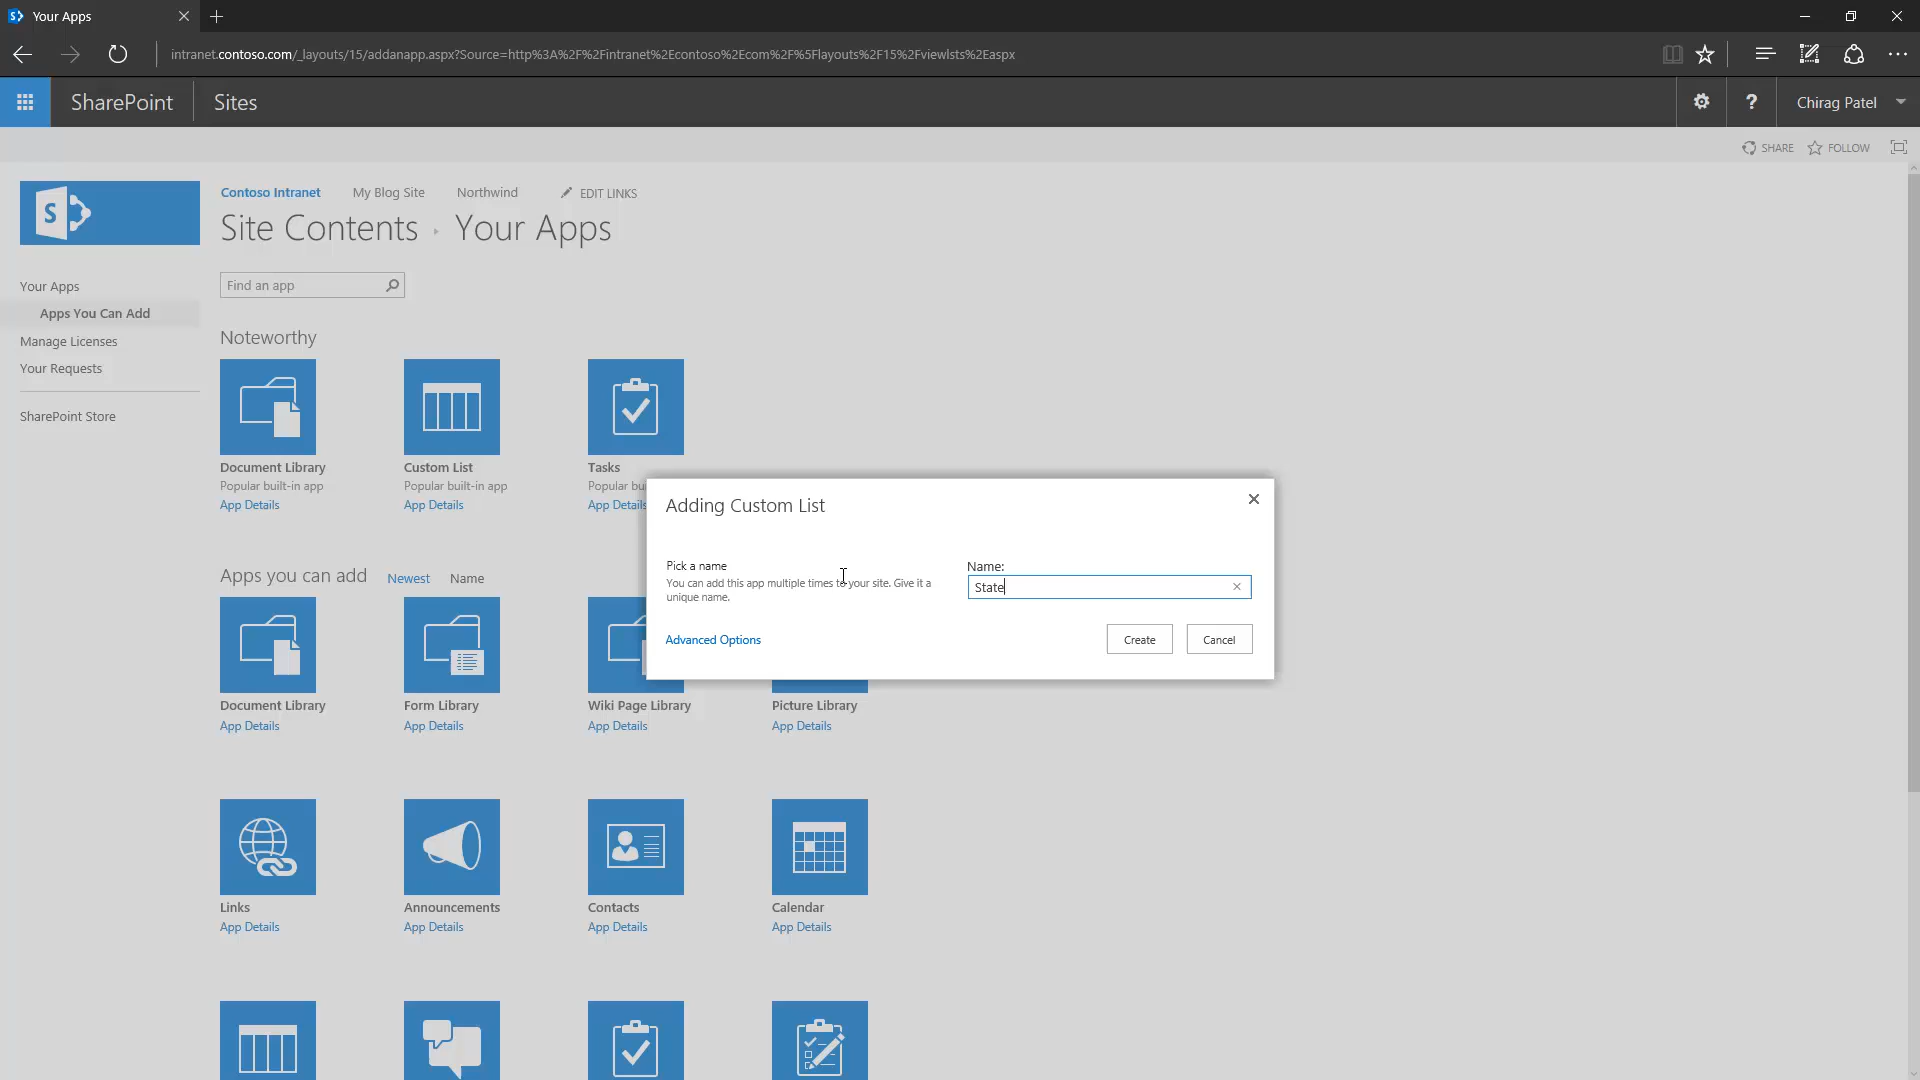 Your Apps
intranet.contoso.com/_layouts/15/addanapp.aspx?Source=http%3A%2F%2Fintranet%2Econtoso%2Ecom%2F%5Flayouts%2F15%2Fviewlsts%2Easpx
SharePoint
Sites
?
Chirag Patel
SHARE
FOLLOW
S
Contoso Intranet
My Blog Site
Northwind
EDIT LINKS
Site Contents
Your Apps
Find an app
Your Apps
Apps You Can Add
Manage Licenses
Your Requests
SharePoint Store
Noteworthy
Document Library
Popular built-in app
App Details
Custom List
Popular built-in app
App Details
Tasks
Popular bu
App Details
Adding Custom List
Pick a name
You can add this app multiple times to your site. Give it a
unique name.
Name:
State
Advanced Options
Create
Cancel
Apps you can add
Newest
Name
Document Library
App Details
Form Library
App Details
Wiki Page Library
App Details
Picture Library
App Details
Links
App Details
Announcements
App Details
Contacts
App Details
Calendar
App Details